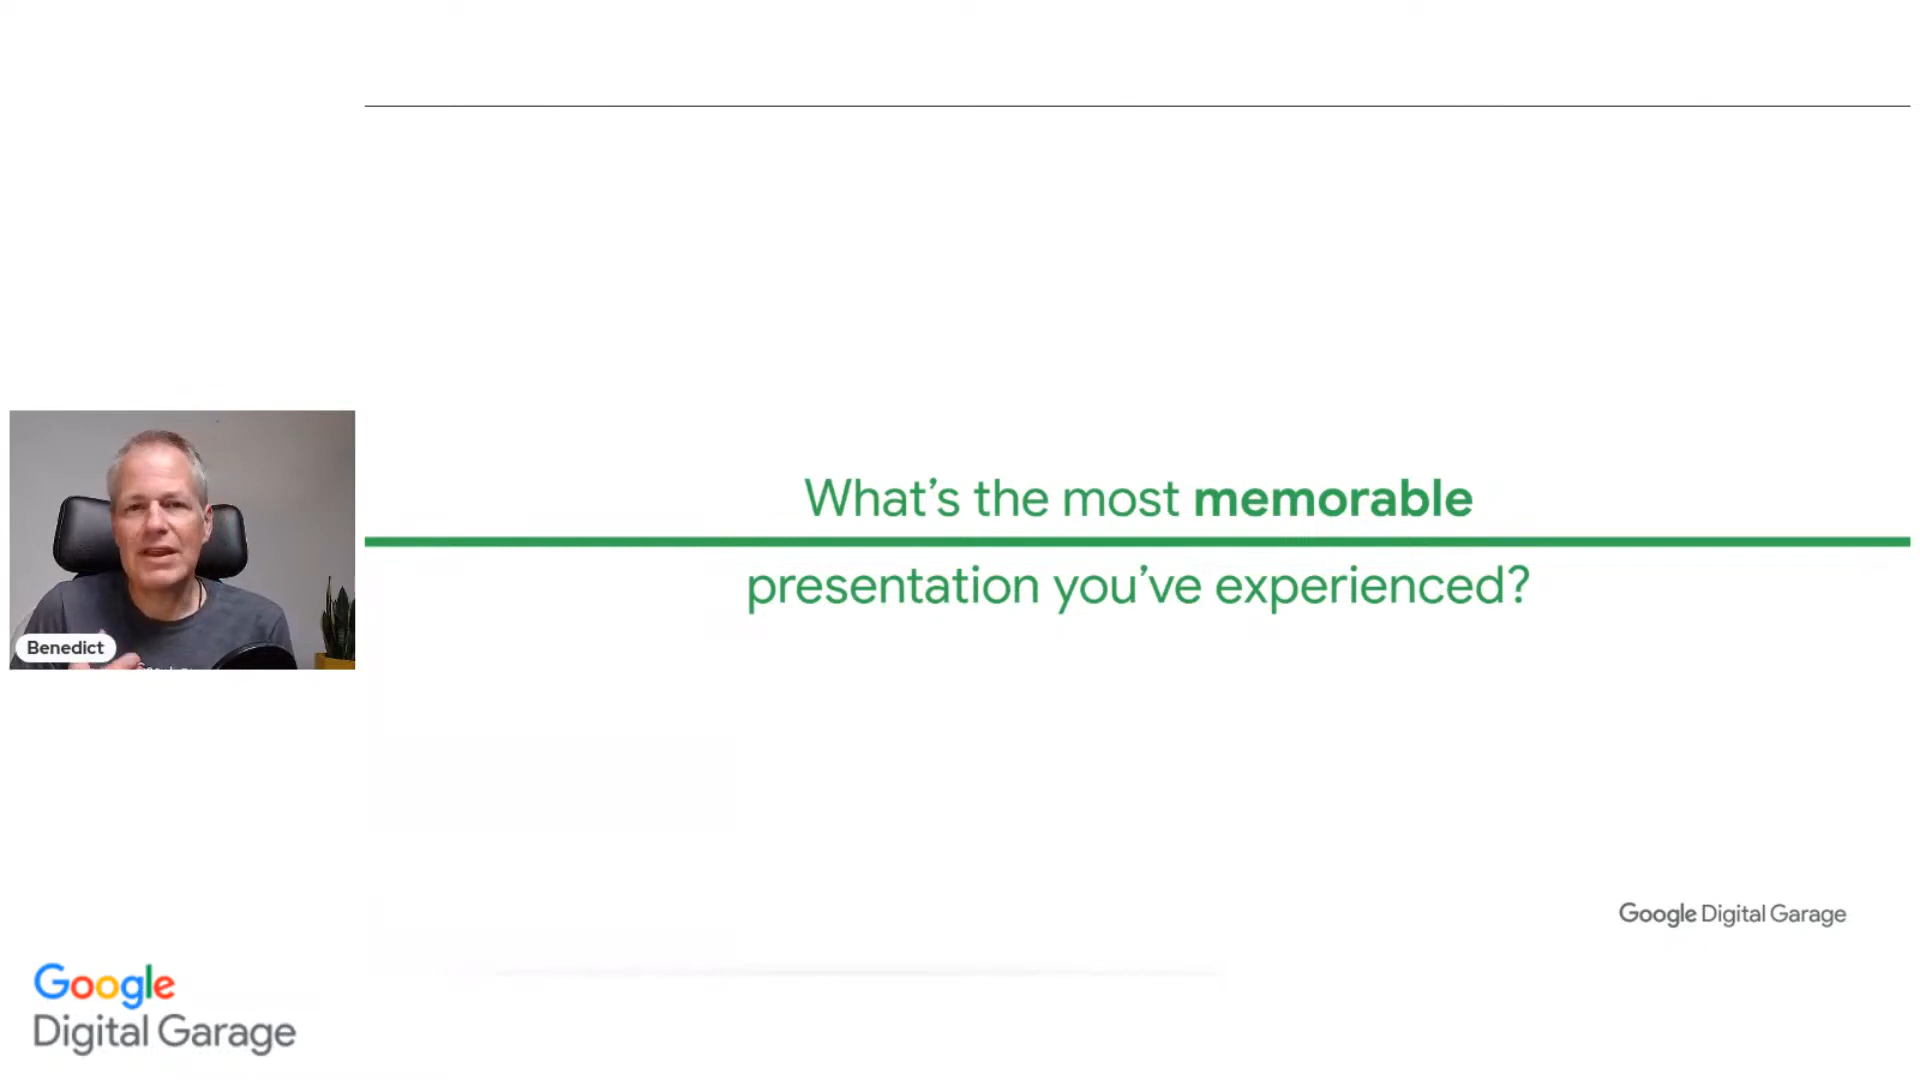 What's the most memorable
presentation you've experienced?
Benedict
Google Digital Garage
Google
Digital Garage